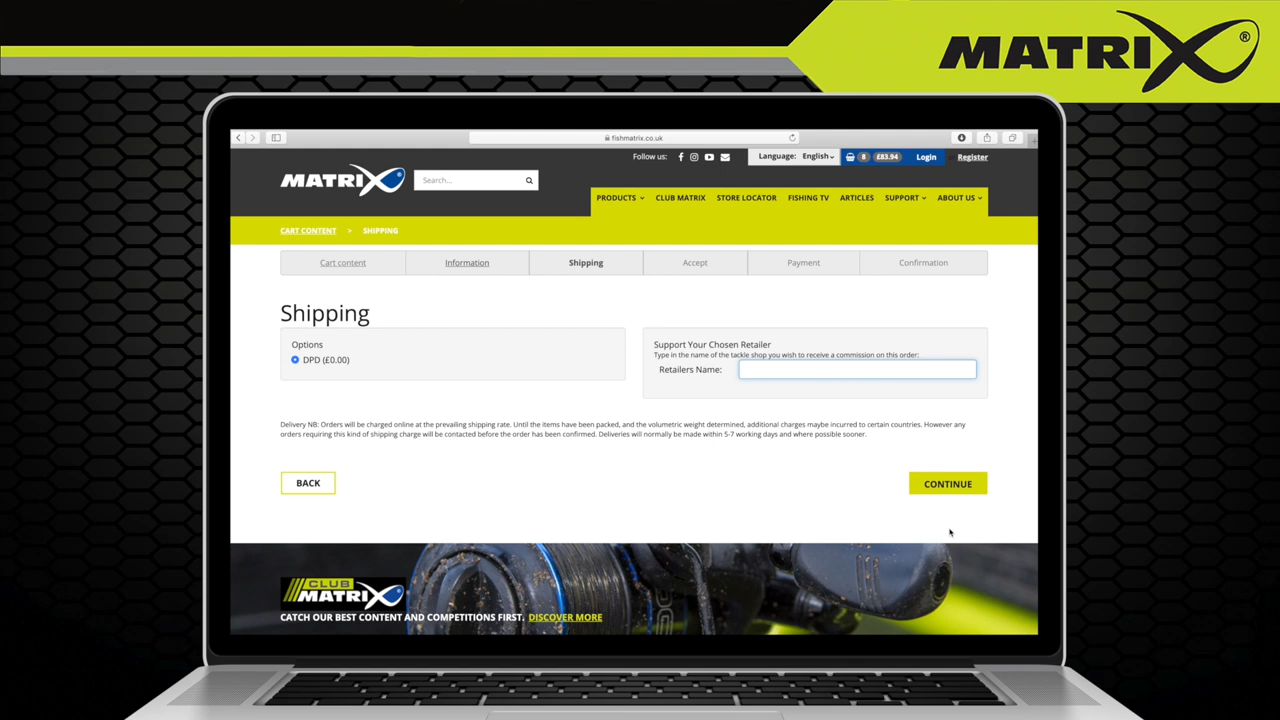 MATRIX®
fishmatrix.co.uk
Follow us:
Language: English
8 £83.94
Login
Register
MATRIX®
Search...
PRODUCTS CLUB MATRIX STORE LOCATOR FISHING TV ARTICLES SUPPORT ABOUT US
CART CONTENT > SHIPPING
Cart content Information Shipping Accept Payment Confirmation
Shipping
Options
DPD (£0.00)
Support Your Chosen Retailer
Type in the name of the tackle shop you wish to receive a commission on this order:
Retailers Name:
Delivery NB: Orders will be charged online at the prevailing shipping rate. Until the items have been packed, and the volumetric weight determined, additional charges maybe incurred to certain countries. However any
orders requiring this kind of shipping charge will be contacted before the order has been confirmed. Deliveries will normally be made within 5-7 working days and where possible sooner.
BACK
CONTINUE
CLUB
MATRIX®
CATCH OUR BEST CONTENT AND COMPETITIONS FIRST. DISCOVER MORE